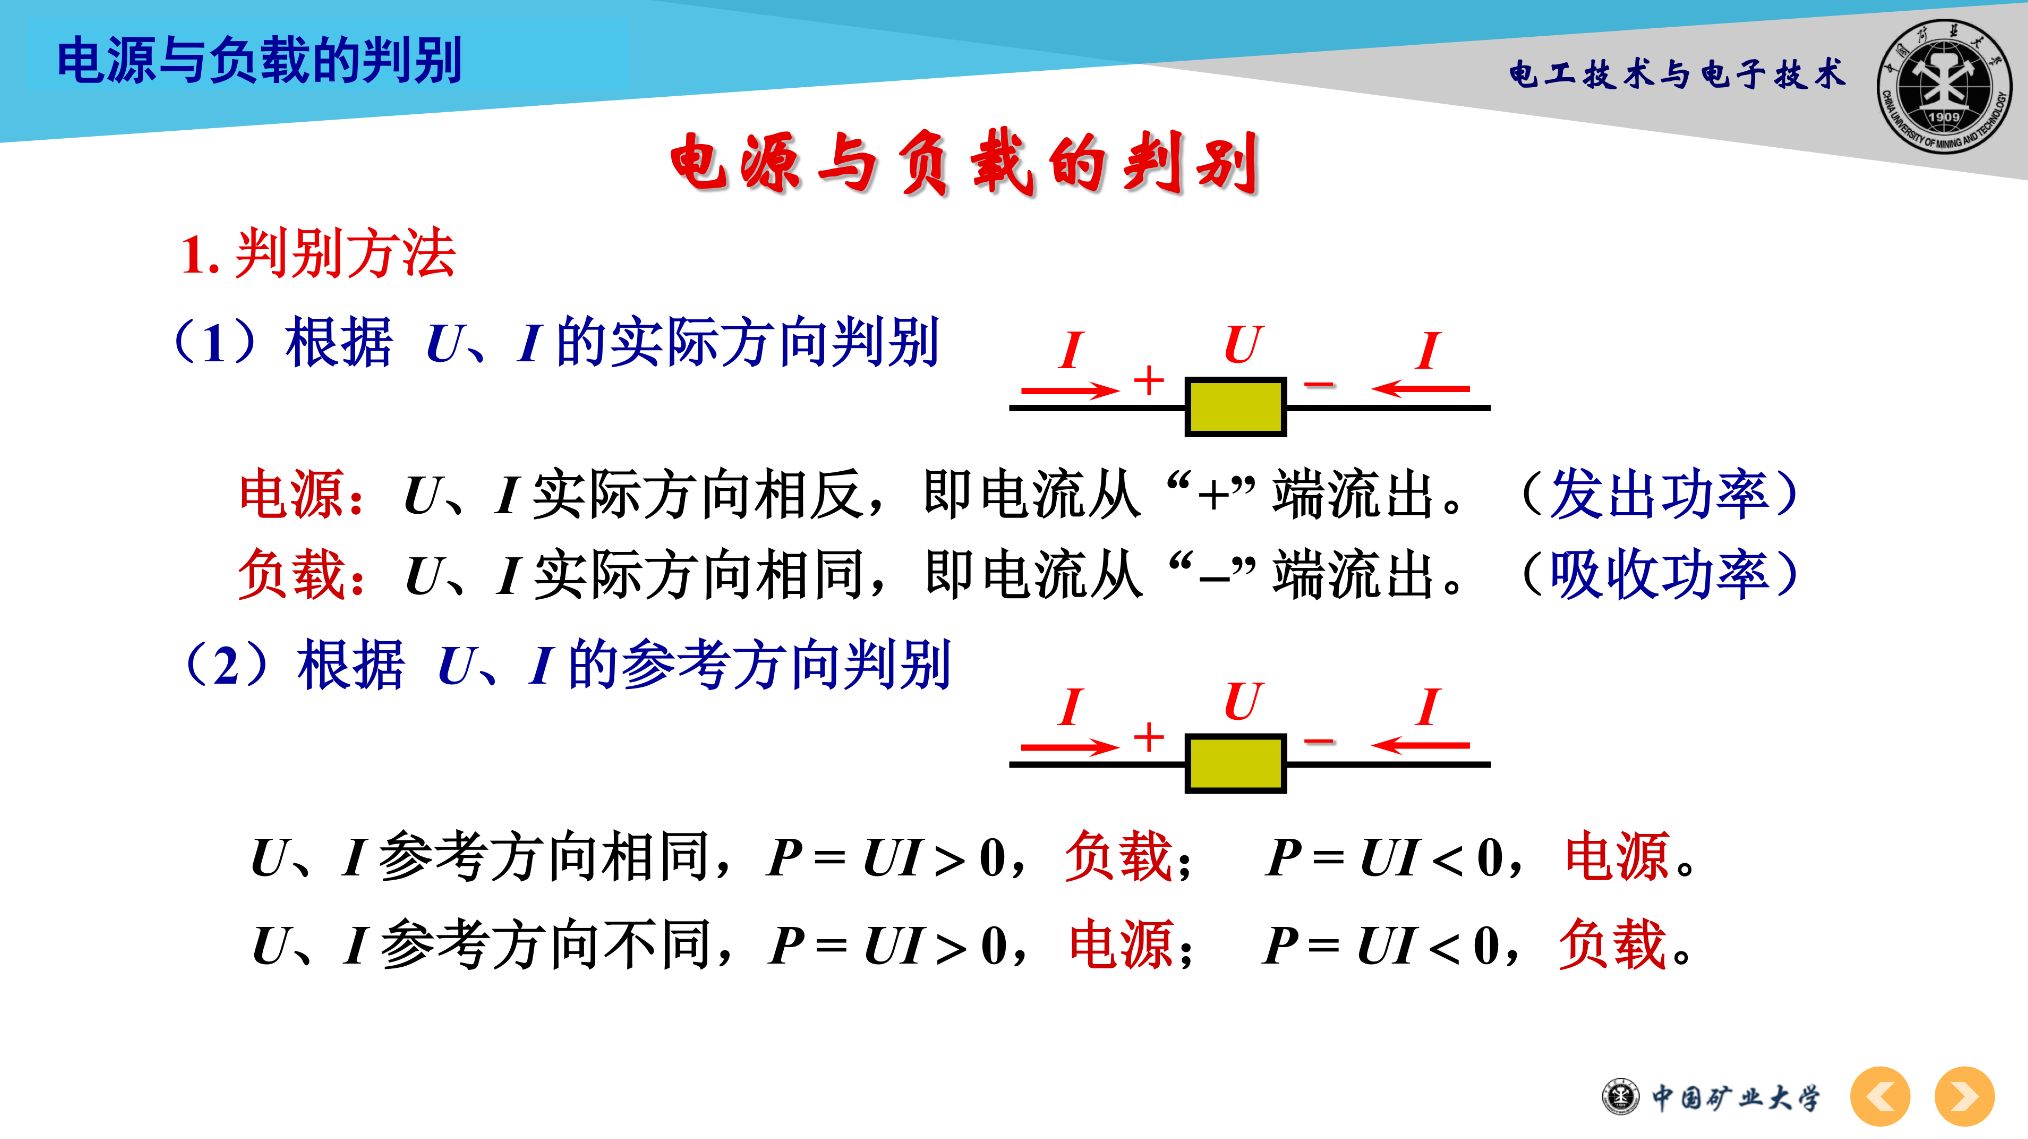 电源与负载的判别
电工技术与电子技术
中国矿业大学
1909
CHINA UNIVERSITY OF MINING AND TECHNOLOGY
电源与负载的判别
1. 判别方法
（1）根据 U、I 的实际方向判别
I + U – I
电源：U、I 实际方向相反，即电流从“+” 端流出。（发出功率）
负载：U、I 实际方向相同，即电流从“–” 端流出。（吸收功率）
（2）根据 U、I 的参考方向判别
I + U – I
U、I 参考方向相同，P = UI > 0，负载； P = UI < 0，电源。
U、I 参考方向不同，P = UI > 0，电源； P = UI < 0，负载。
中国矿业大学